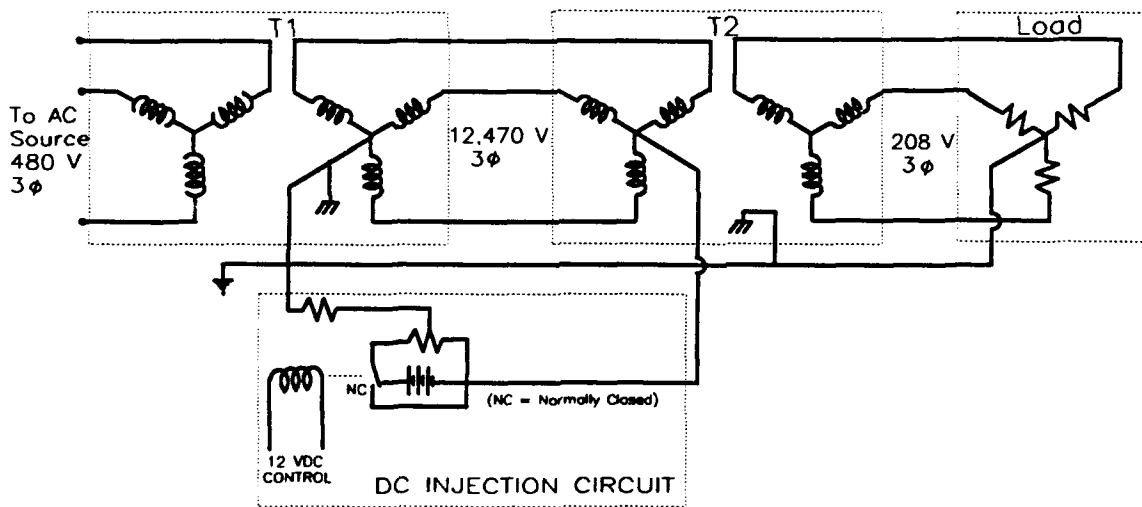 T1
T2
Load
To AC
Source
480 V
3ϕ
12,470 V
3ϕ
208 V
3ϕ
NC
(NC = Normally Closed)
12 VDC
CONTROL
DC INJECTION CIRCUIT